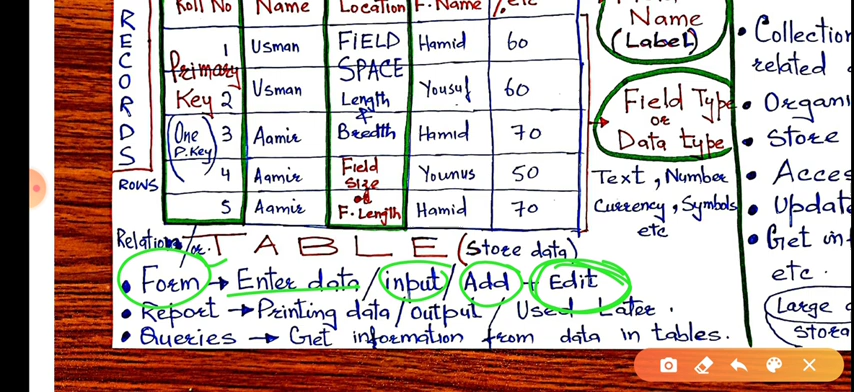 RECORDS
ROWS
Roll No Name Location F.Name %.etc
1 Usman FiELD Hamid 60
Primary SPACE
Key 2 Usman Length Yousuf 60
&
(One 3 Aamir Breadth Hamid 70
P.Key)
4 Aamir Field Younus 50
Size
or
5 Aamir F.Length Hamid 70
Name
(Label)
Field Type
or
Data type
Text, Number
Currency, Symbols
etc
• Collection
related
• Organi
• Store
• Acces
• Updat
• Get in
etc.
Large
stora
Relation/or. TABLE (Store data)
• Form → Enter data/input/Add + Edit
• Report → Printing data/output/Used Later.
• Queries → Get information from data in tables.